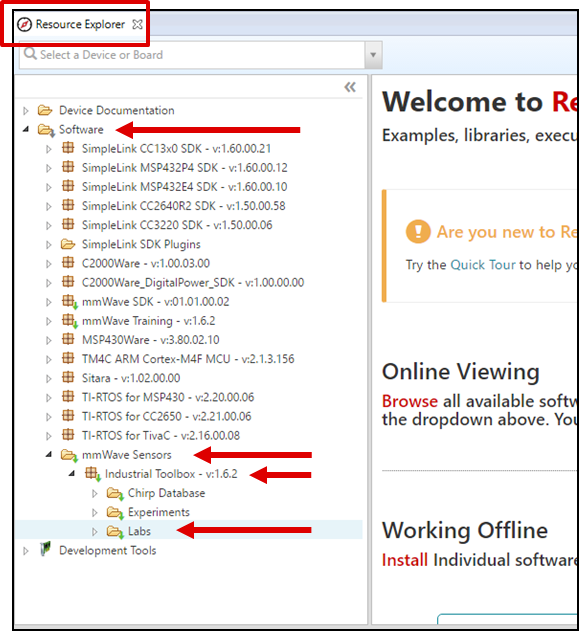 Resource Explorer
Select a Device or Board
Device Documentation
Software
SimpleLink CC13x0 SDK - v:1.60.00.21
SimpleLink MSP432P4 SDK - v:1.60.00.12
SimpleLink MSP432E4 SDK - v:1.60.00.10
SimpleLink CC2640R2 SDK - v:1.50.00.58
SimpleLink CC3220 SDK - v:1.50.00.06
SimpleLink SDK Plugins
C2000Ware - v:1.00.03.00
C2000Ware_DigitalPower_SDK - v:1.00.00.00
mmWave SDK - v:01.01.00.02
mmWave Training - v:1.6.2
MSP430Ware - v:3.80.02.10
TM4C ARM Cortex-M4F MCU - v:2.1.3.156
Sitara - v:1.02.00.00
TI-RTOS for MSP430 - v:2.20.00.06
TI-RTOS for CC2650 - v:2.21.00.06
TI-RTOS for TivaC - v:2.16.00.08
mmWave Sensors
Industrial Toolbox - v:1.6.2
Chirp Database
Experiments
Labs
Development Tools
Welcome to Re
Examples, libraries, execu
Are you new to Re
Try the Quick Tour to help yo
Online Viewing
Browse all available softw
the dropdown above. You
Working Offline
Install Individual software